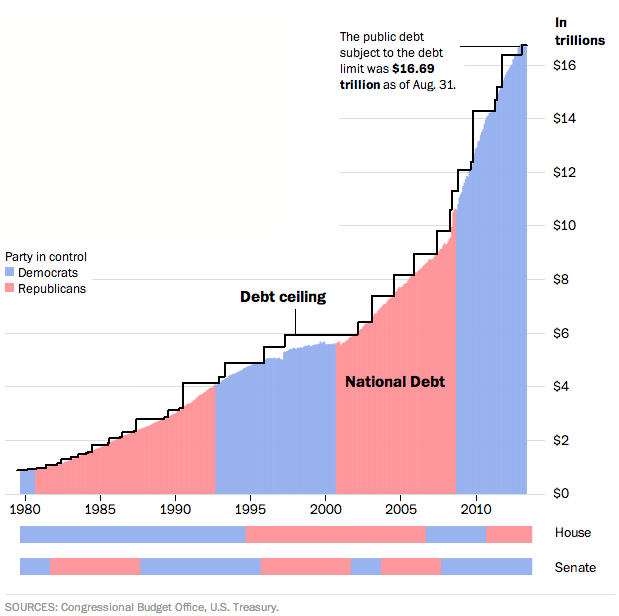 In
trillions
The public debt
subject to the debt
limit was $16.69
trillion as of Aug. 31.
$16
$14
$12
$10
$8
$6
$4
$2
$0
Party in control
Democrats
Republicans
Debt ceiling
National Debt
1980 1985 1990 1995 2000 2005 2010
House
Senate
SOURCES: Congressional Budget Office, U.S. Treasury.